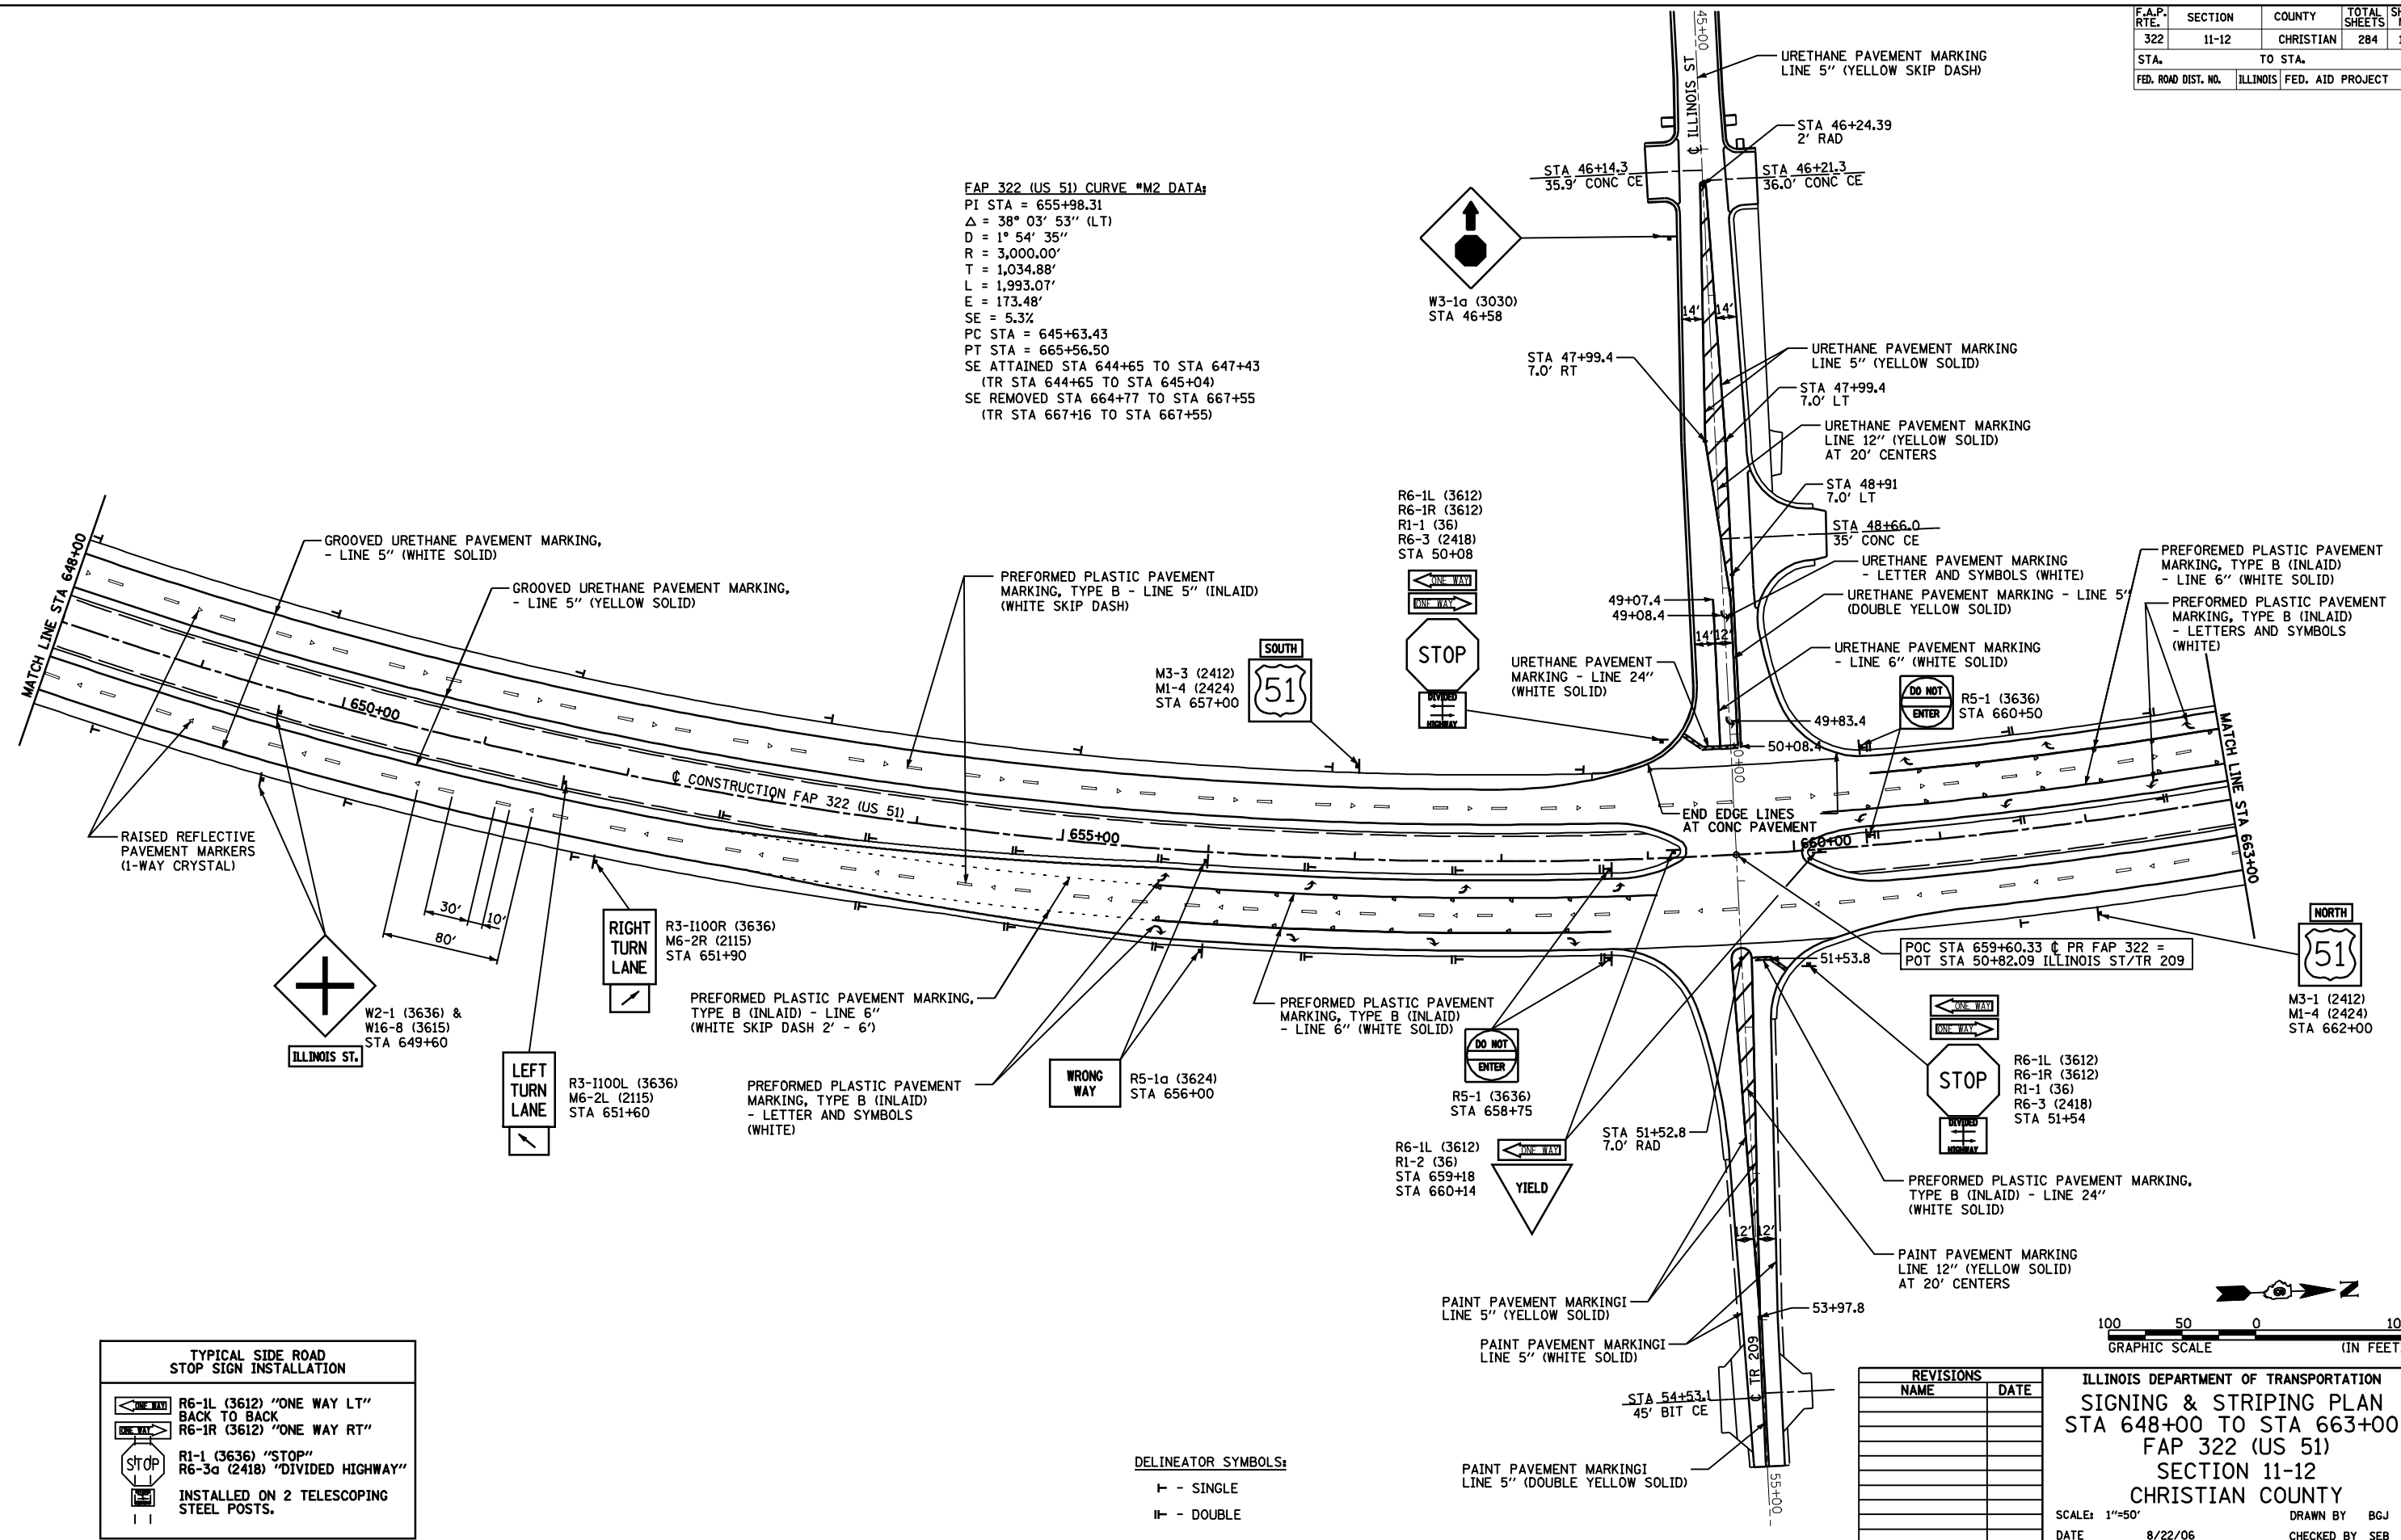 F.A.P. RTE. SECTION COUNTY TOTAL SHEETS
322 11-12 CHRISTIAN 284
STA. TO STA.
FED. ROAD DIST. NO. ILLINOIS FED. AID PROJECT
45+00
℄ ILLINOIS ST
URETHANE PAVEMENT MARKING
LINE 5" (YELLOW SKIP DASH)
STA 46+24.39
2' RAD
STA 46+14.3
35.9' CONC CE
STA 46+21.3
36.0' CONC CE
FAP 322 (US 51) CURVE #M2 DATA:
PI STA = 655+98.31
Δ = 38° 03' 53" (LT)
D = 1° 54' 35"
R = 3,000.00'
T = 1,034.88'
L = 1,993.07'
E = 173.48'
SE = 5.3%
PC STA = 645+63.43
PT STA = 665+56.50
SE ATTAINED STA 644+65 TO STA 647+43
(TR STA 644+65 TO STA 645+04)
SE REMOVED STA 664+77 TO STA 667+55
(TR STA 667+16 TO STA 667+55)
W3-1a (3030)
STA 46+58
14' 14'
STA 47+99.4
7.0' RT
URETHANE PAVEMENT MARKING
LINE 5" (YELLOW SOLID)
STA 47+99.4
7.0' LT
URETHANE PAVEMENT MARKING
LINE 12" (YELLOW SOLID)
AT 20' CENTERS
STA 48+91
7.0' LT
STA 48+66.0
35' CONC CE
URETHANE PAVEMENT MARKING
- LETTER AND SYMBOLS (WHITE)
URETHANE PAVEMENT MARKING - LINE 5"
(DOUBLE YELLOW SOLID)
URETHANE PAVEMENT MARKING
- LINE 6" (WHITE SOLID)
PREFOREMED PLASTIC PAVEMENT
MARKING, TYPE B (INLAID)
- LINE 6" (WHITE SOLID)
PREFORMED PLASTIC PAVEMENT
MARKING, TYPE B (INLAID)
- LETTERS AND SYMBOLS
(WHITE)
R6-1L (3612)
R6-1R (3612)
R1-1 (36)
R6-3 (2418)
STA 50+08
ONE WAY
ONE WAY
STOP
DIVIDED
HIGHWAY
49+07.4
49+08.4
14' 12'
URETHANE PAVEMENT
MARKING - LINE 24"
(WHITE SOLID)
49+83.4
50+08.4
DO NOT
ENTER
R5-1 (3636)
STA 660+50
MATCH LINE STA 648+00
GROOVED URETHANE PAVEMENT MARKING,
- LINE 5" (WHITE SOLID)
GROOVED URETHANE PAVEMENT MARKING,
- LINE 5" (YELLOW SOLID)
PREFORMED PLASTIC PAVEMENT
MARKING, TYPE B - LINE 5" (INLAID)
(WHITE SKIP DASH)
SOUTH
51
M3-3 (2412)
M1-4 (2424)
STA 657+00
650+00
℄ CONSTRUCTION FAP 322 (US 51)
655+00
660+00
END EDGE LINES
AT CONC PAVEMENT
MATCH LINE STA 663+00
RAISED REFLECTIVE
PAVEMENT MARKERS
(1-WAY CRYSTAL)
30'
10'
80'
W2-1 (3636) &
W16-8 (3615)
STA 649+60
ILLINOIS ST.
RIGHT
TURN
LANE
R3-I100R (3636)
M6-2R (2115)
STA 651+90
LEFT
TURN
LANE
R3-I100L (3636)
M6-2L (2115)
STA 651+60
PREFORMED PLASTIC PAVEMENT MARKING,
TYPE B (INLAID) - LINE 6"
(WHITE SKIP DASH 2' - 6')
PREFORMED PLASTIC PAVEMENT
MARKING, TYPE B (INLAID)
- LETTER AND SYMBOLS
(WHITE)
WRONG
WAY
R5-1a (3624)
STA 656+00
PREFORMED PLASTIC PAVEMENT
MARKING, TYPE B (INLAID)
- LINE 6" (WHITE SOLID)
DO NOT
ENTER
R5-1 (3636)
STA 658+75
R6-1L (3612)
R1-2 (36)
STA 659+18
STA 660+14
ONE WAY
YIELD
STA 51+52.8
7.0' RAD
51+53.8
POC STA 659+60.33 ℄ PR FAP 322 =
POT STA 50+82.09 ILLINOIS ST/TR 209
NORTH
51
M3-1 (2412)
M1-4 (2424)
STA 662+00
ONE WAY
ONE WAY
STOP
DIVIDED
HIGHWAY
R6-1L (3612)
R6-1R (3612)
R1-1 (36)
R6-3 (2418)
STA 51+54
PREFORMED PLASTIC PAVEMENT MARKING,
TYPE B (INLAID) - LINE 24"
(WHITE SOLID)
12' 12'
PAINT PAVEMENT MARKING
LINE 12" (YELLOW SOLID)
AT 20' CENTERS
PAINT PAVEMENT MARKINGI
LINE 5" (YELLOW SOLID)
53+97.8
PAINT PAVEMENT MARKINGI
LINE 5" (WHITE SOLID)
℄ TR 209
STA 54+53.1
45' BIT CE
PAINT PAVEMENT MARKINGI
LINE 5" (DOUBLE YELLOW SOLID)
55+00
TYPICAL SIDE ROAD
STOP SIGN INSTALLATION
ONE WAY
R6-1L (3612) "ONE WAY LT"
BACK TO BACK
ONE WAY
R6-1R (3612) "ONE WAY RT"
STOP
R1-1 (3636) "STOP"
R6-3a (2418) "DIVIDED HIGHWAY"
INSTALLED ON 2 TELESCOPING
STEEL POSTS.
DELINEATOR SYMBOLS:
- SINGLE
- DOUBLE
N
100 50 0
GRAPHIC SCALE (IN FEET
REVISIONS
NAME DATE
ILLINOIS DEPARTMENT OF TRANSPORTATION
SIGNING & STRIPING PLAN
STA 648+00 TO STA 663+00
FAP 322 (US 51)
SECTION 11-12
CHRISTIAN COUNTY
SCALE: 1"=50' DRAWN BY BGJ
DATE 8/22/06 CHECKED BY SEB